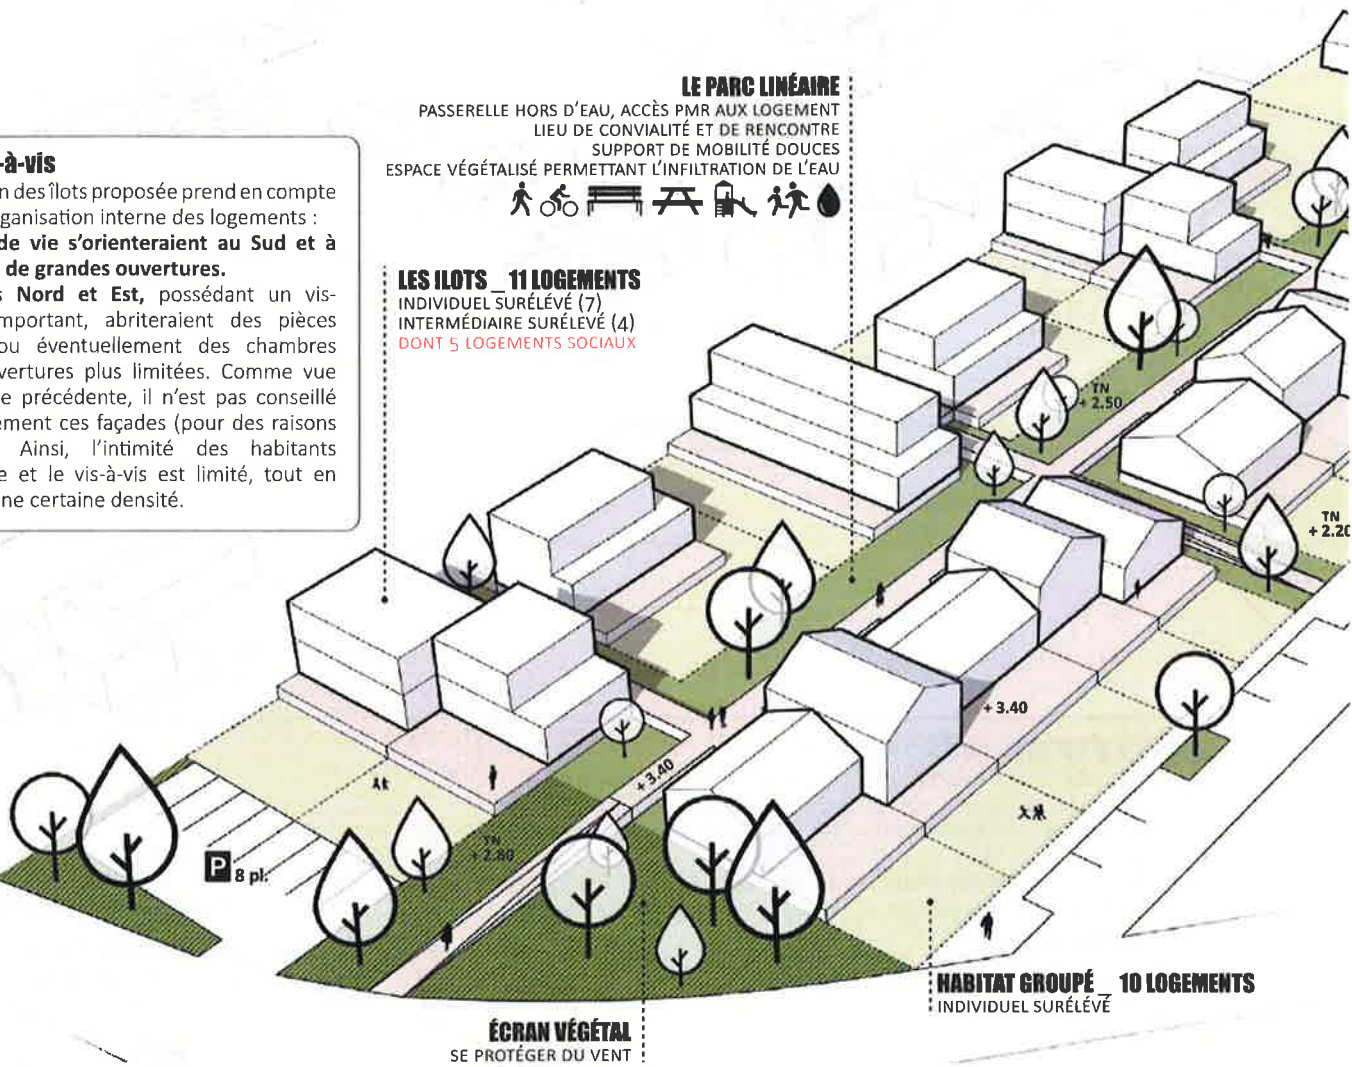 -à-vis
n des îlots proposée prend en compte
rganisation interne des logements :
de vie s'orienteraient au Sud et à
de grandes ouvertures.
s Nord et Est, possédant un vis-
mportant, abriteraient des pièces
ou éventuellement des chambres
vertures plus limitées. Comme vue
e précédente, il n'est pas conseillé
ement ces façades (pour des raisons
Ainsi, l'intimité des habitants
e et le vis-à-vis est limité, tout en
ne certaine densité.
LE PARC LINÉAIRE
PASSERELLE HORS D'EAU, ACCÈS PMR AUX LOGEMENT
LIEU DE CONVIALITÉ ET DE RENCONTRE
SUPPORT DE MOBILITÉ DOUCES
ESPACE VÉGÉTALISÉ PERMETTANT L'INFILTRATION DE L'EAU
LES ILOTS _ 11 LOGEMENTS
INDIVIDUEL SURÉLÉVÉ (7)
INTERMÉDIAIRE SURÉLEVÉ (4)
DONT 5 LOGEMENTS SOCIAUX
TN
+ 2.50
TN
+ 2.20
+ 3.40
+ 3.40
TN
+ 2.80
P 8 pl.
HABITAT GROUPÉ _ 10 LOGEMENTS
INDIVIDUEL SURÉLÉVÉ
ÉCRAN VÉGÉTAL
SE PROTÉGER DU VENT